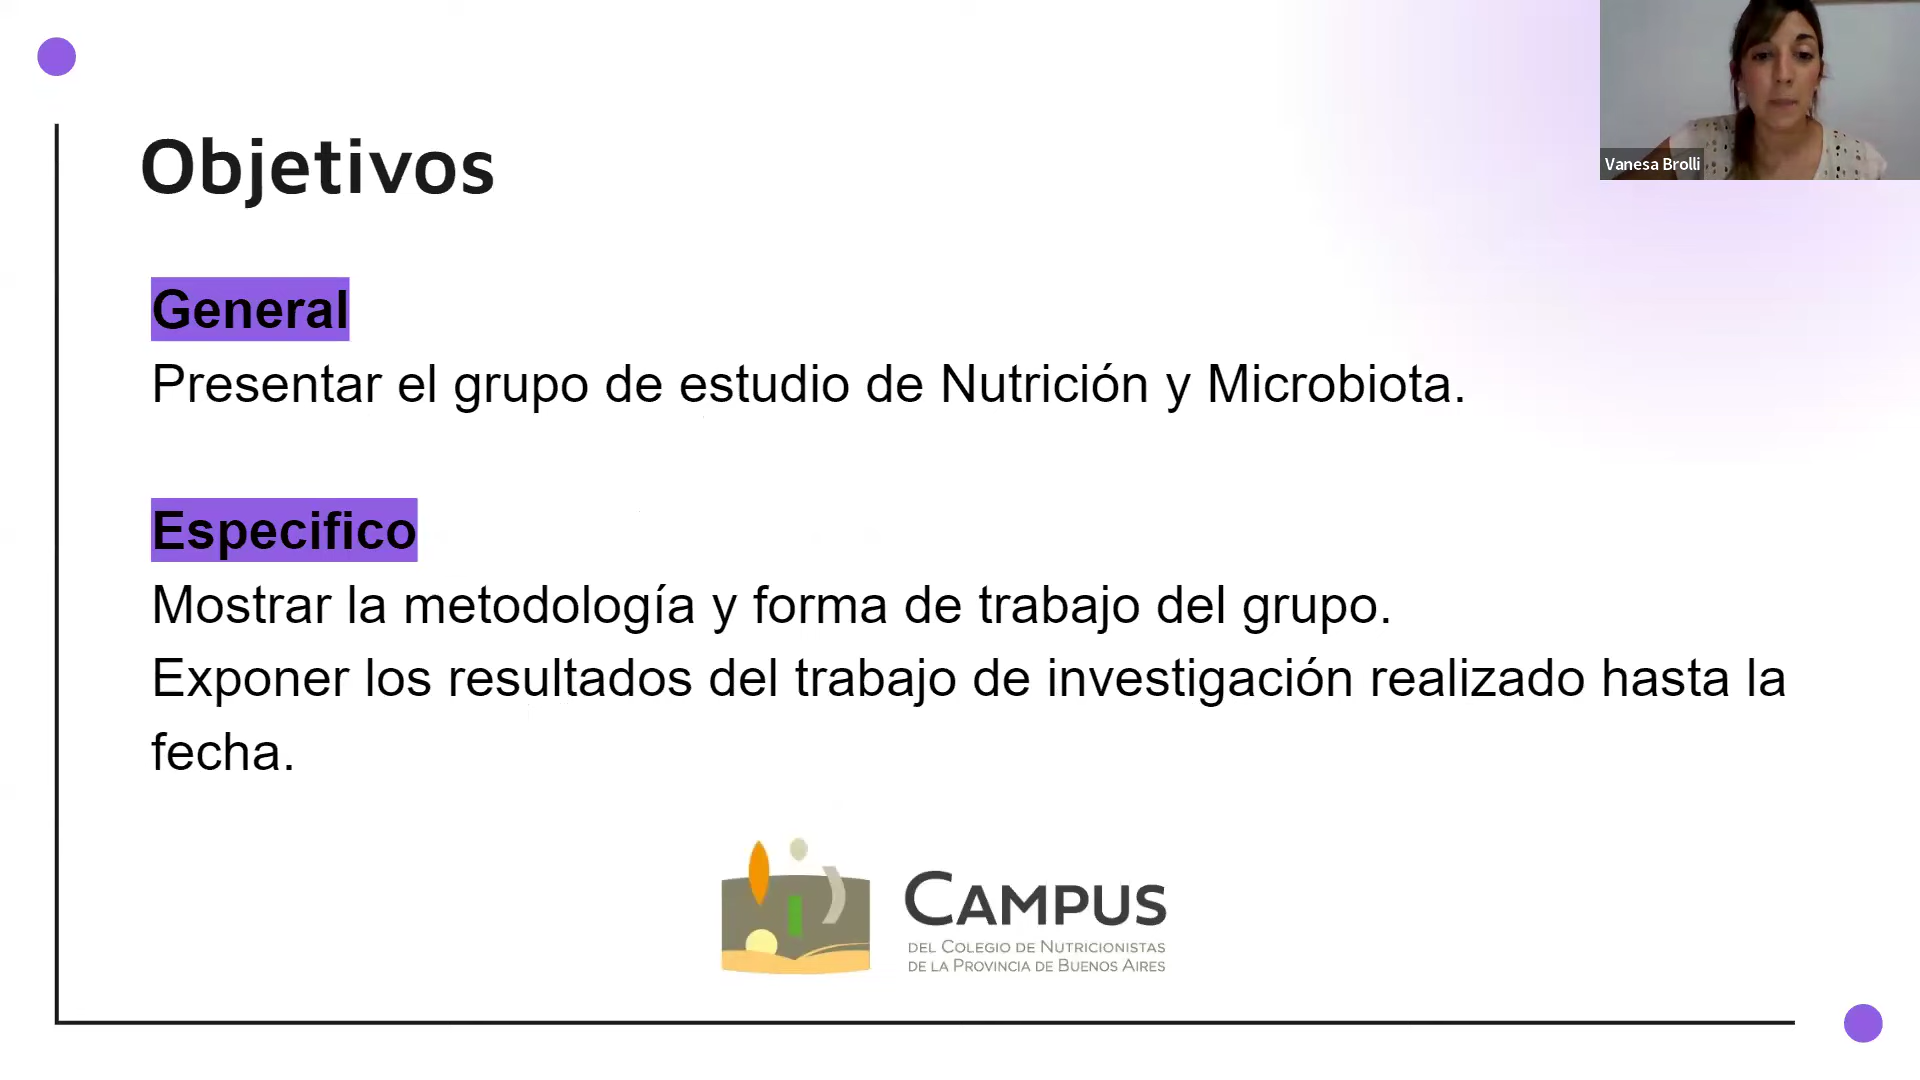 Objetivos
Vanesa Brolli
General
Presentar el grupo de estudio de Nutrición y Microbiota.
Especifico
Mostrar la metodología y forma de trabajo del grupo.
Exponer los resultados del trabajo de investigación realizado hasta la
fecha.
CAMPUS
DEL COLEGIO DE NUTRICIONISTAS
DE LA PROVINCIA DE BUENOS AIRES